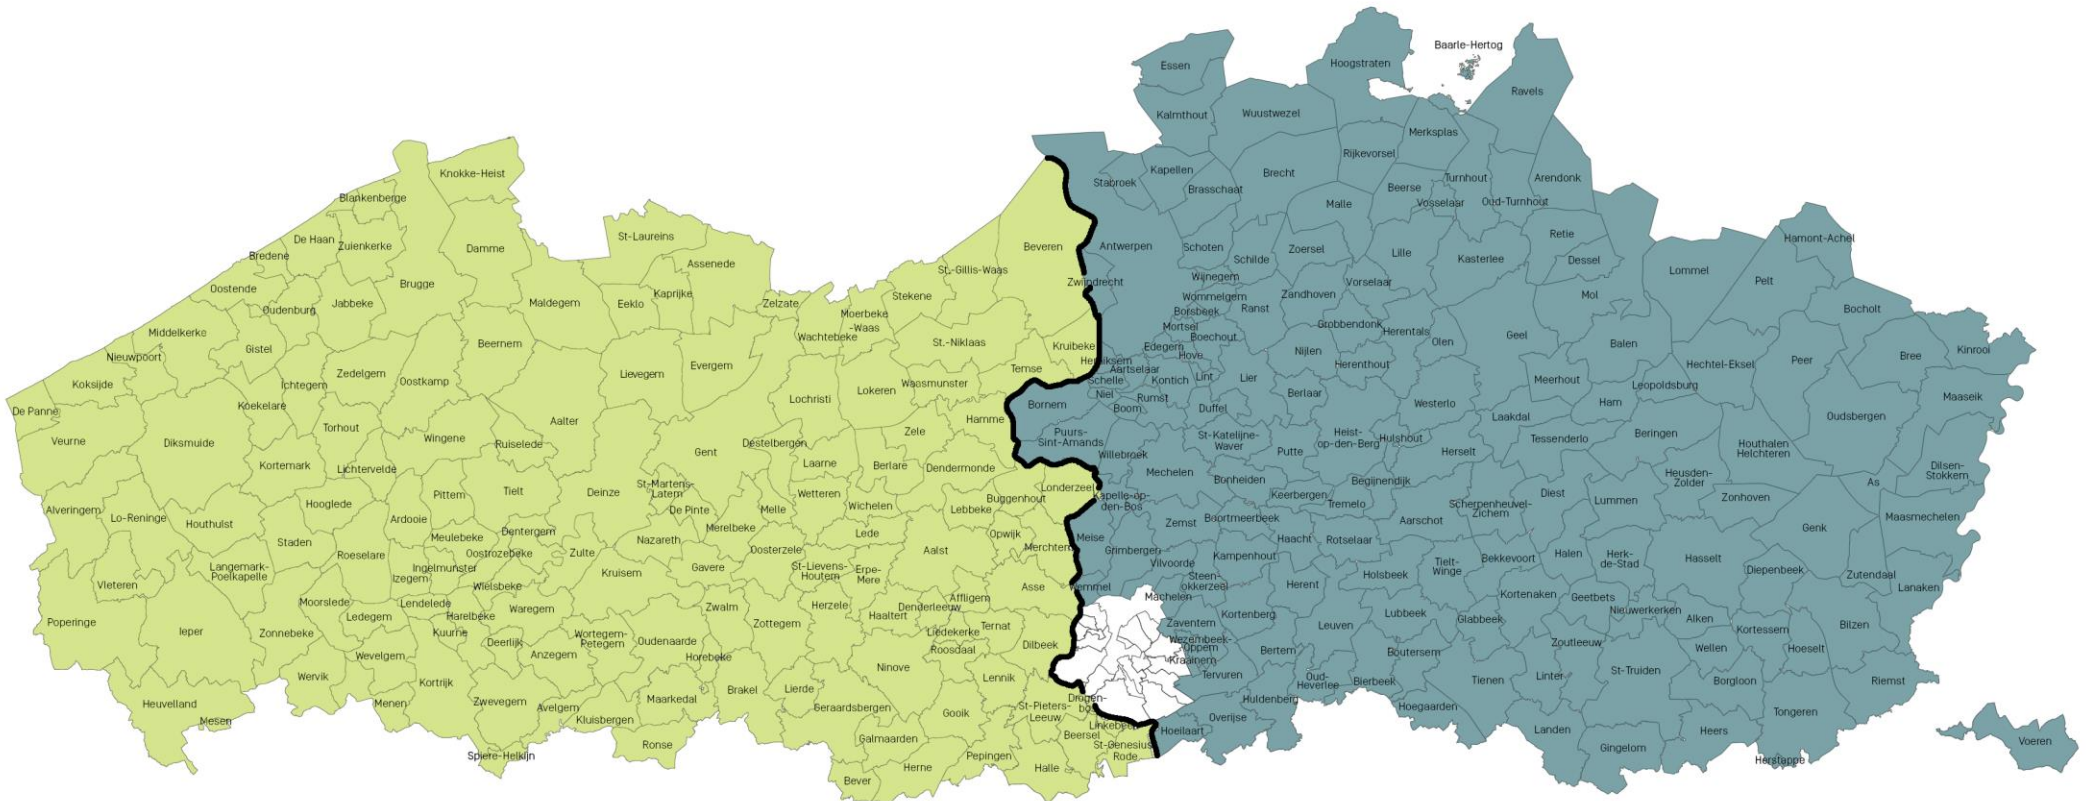 Baarle-Hertog
Essen
Hoogstraten
Ravels
Kalmthout
Wuustwezel
Merksplas
Rijkevorsel
Knokke-Heist
Stabroek
Kapellen
Brecht
Turnhout
Arendonk
Brasschaat
Beerse
Blankenberge
Malle
Vosselaar
Oud-Turnhout
De Haan
Zuienkerke
Damme
St-Laureins
Beveren
Antwerpen
Schoten
Zoersel
Retie
Hamont-Achel
Bredene
Brugge
Assenede
St.-Gillis-Waas
Schilde
Lille
Kasterlee
Dessel
Lommel
Oostende
Jabbeke
Maldegem
Eeklo
Kaprijke
Zelzate
Stekene
Zwijndrecht
Wijnegem
Zandhoven
Vorselaar
Mol
Pelt
Oudenburg
Moerbeke
-Waas
Wommelgem
Borsbeek
Ranst
Bocholt
Middelkerke
Wachtebeke
Mortsel
Boechout
Grobbendonk
Herentals
Geel
Nieuwpoort
Gistel
Beernem
St.-Niklaas
Kruibeke
Edegem
Hove
Nijlen
Olen
Balen
Bree
Kinrooi
Koksijde
Ichtegem
Zedelgem
Oostkamp
Lievegem
Evergem
Temse
Hemiksem
Aartselaar
Herenthout
Hechtel-Eksel
Peer
De Panne
Koekelare
Lochristi
Lokeren
Waasmunster
Schelle
Kontich
Lint
Lier
Meerhout
Leopoldsburg
Veurne
Diksmuide
Torhout
Wingene
Ruiselede
Aalter
Hamme
Bornem
Niel
Rumst
Boom
Duffel
Berlaar
Westerlo
Laakdal
Ham
Oudsbergen
Maaseik
Gent
Destelbergen
Zele
Puurs-
Sint-Amands
St-Katelijne-
Waver
Heist-
op-den-Berg
Hulshout
Tessenderlo
Beringen
Houthalen
Helchteren
Kortemark
Lichtervelde
Laarne
Berlare
Dendermonde
Willebroek
Mechelen
Putte
Herselt
Heusden-
Zolder
Dilsen-
Stokkem
Alveringem
Lo-Reninge
Houthulst
Hooglede
Pittem
Tielt
Deinze
St-Martens-
Latem
De Pinte
Melle
Wetteren
Wichelen
Lebbeke
Buggenhout
Londerzeel
Kapelle-op-
den-Bos
Bonheiden
Keerbergen
Tremelo
Begijnendijk
Scherpenheuvel-
Zichem
Diest
Lummen
Zonhoven
As
Ardooie
Dentergem
Merelbeke
Zemst
Boortmeerbeek
Aarschot
Genk
Maasmechelen
Staden
Roeselare
Meulebeke
Oostrozebeke
Zulte
Nazareth
Oosterzele
Lede
Aalst
Opwijk
Merchtem
Meise
Grimbergen
Kampenhout
Haacht
Rotselaar
Tielt-
Winge
Bekkevoort
Halen
Herk-
de-Stad
Hasselt
Diepenbeek
Vleteren
Langemark-
Poelkapelle
Izegem
Ingelmunster
Wielsbeke
Kruisem
Gavere
St-Lievens-
Houtem
Erpe-
Mere
Asse
Wemmel
Vilvoorde
Steen-
okkerzeel
Machelen
Herent
Holsbeek
Kortenaken
Geetbets
Zutendaal
Lanaken
Poperinge
Ieper
Moorslede
Ledegem
Lendelede
Harelbeke
Waregem
Zwalm
Herzele
Haaltert
Denderleeuw
Affligem
Zaventem
Kortenberg
Leuven
Lubbeek
Glabbeek
Nieuwerkerken
Alken
Kortessem
Bilzen
Zonnebeke
Kuurne
Deerlijk
Wortegem-
Petegem
Oudenaarde
Zottegem
Liedekerke
Ternat
Roosdaal
Dilbeek
Wezembeek-
Oppem
Kraainem
Bertem
Boutersem
Zoutleeuw
Wellen
Hoeselt
Wervik
Wevelgem
Anzegem
Horebeke
Ninove
Lennik
Tervuren
Oud-
Heverlee
Bierbeek
Tienen
Linter
St-Truiden
Borgloon
Riemst
Heuvelland
Mesen
Menen
Kortrijk
Zwevegem
Avelgem
Kluisbergen
Maarkedal
Brakel
Lierde
Geraardsbergen
Gooik
St-Pieters-
Leeuw
Drogen-
bos
Linkebeek
Hoeilaart
Overijse
Huldenberg
Hoegaarden
Landen
Tongeren
Spiere-Helkijn
Ronse
Galmaarden
Beersel
St-Genesius
Rode
Gingelom
Heers
Herstappe
Voeren
Bever
Herne
Pepingen
Halle